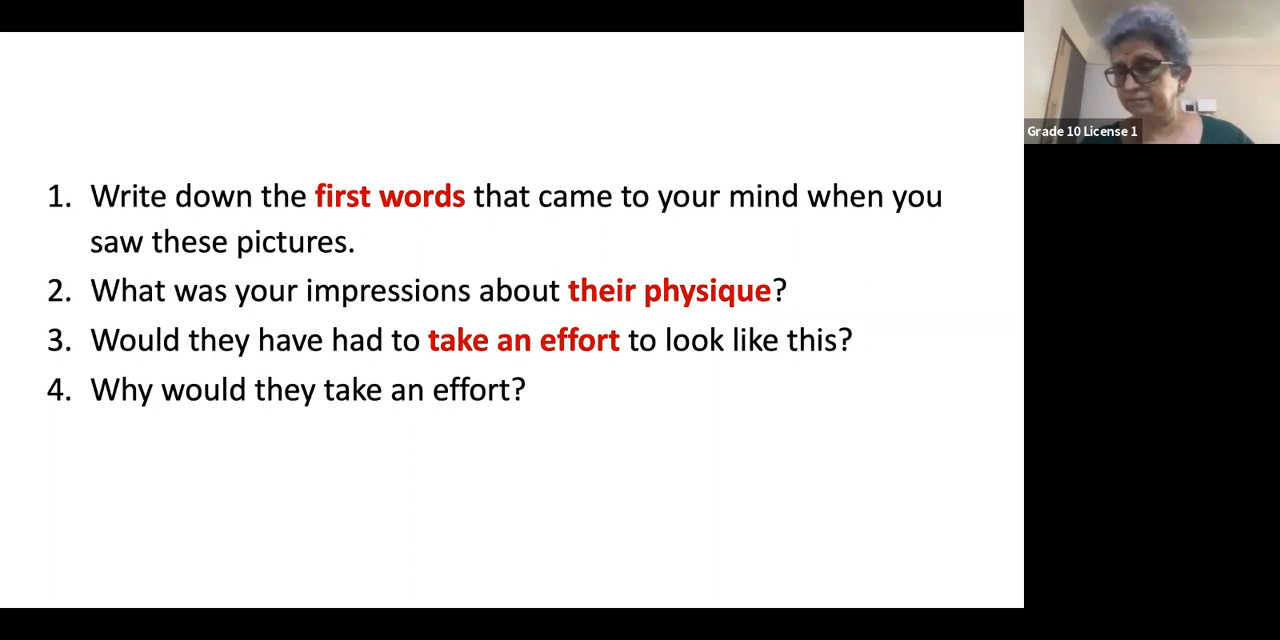 1. Write down the first words that came to your mind when you
saw these pictures.
2. What was your impressions about their physique?
3. Would they have had to take an effort to look like this?
4. Why would they take an effort?
Grade 10 License 1